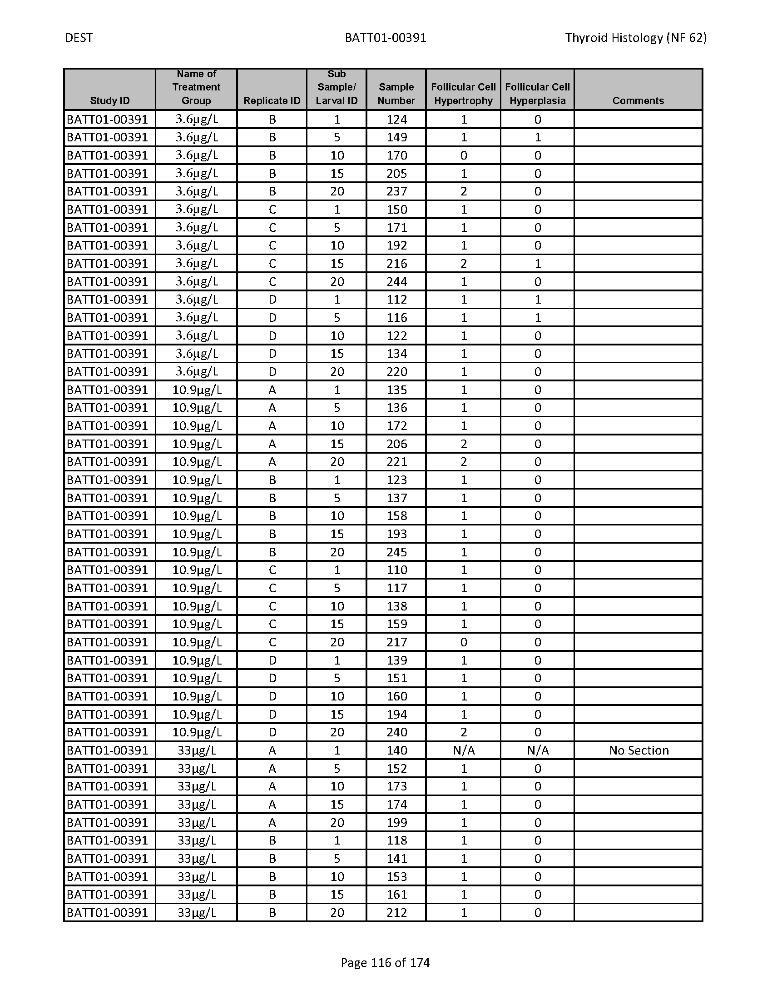 DEST BATT01-00391 Thyroid Histology (NF 62)
Study ID Name of Treatment Group Replicate ID Sub Sample/ Larval ID Sample Number Follicular Cell Hypertrophy Follicular Cell Hyperplasia Comments
BATT01-00391 3.6µg/L B 1 124 1 0
BATT01-00391 3.6µg/L B 5 149 1 1
BATT01-00391 3.6µg/L B 10 170 0 0
BATT01-00391 3.6µg/L B 15 205 1 0
BATT01-00391 3.6µg/L B 20 237 2 0
BATT01-00391 3.6µg/L C 1 150 1 0
BATT01-00391 3.6µg/L C 5 171 1 0
BATT01-00391 3.6µg/L C 10 192 1 0
BATT01-00391 3.6µg/L C 15 216 2 1
BATT01-00391 3.6µg/L C 20 244 1 0
BATT01-00391 3.6µg/L D 1 112 1 1
BATT01-00391 3.6µg/L D 5 116 1 1
BATT01-00391 3.6µg/L D 10 122 1 0
BATT01-00391 3.6µg/L D 15 134 1 0
BATT01-00391 3.6µg/L D 20 220 1 0
BATT01-00391 10.9µg/L A 1 135 1 0
BATT01-00391 10.9µg/L A 5 136 1 0
BATT01-00391 10.9µg/L A 10 172 1 0
BATT01-00391 10.9µg/L A 15 206 2 0
BATT01-00391 10.9µg/L A 20 221 2 0
BATT01-00391 10.9µg/L B 1 123 1 0
BATT01-00391 10.9µg/L B 5 137 1 0
BATT01-00391 10.9µg/L B 10 158 1 0
BATT01-00391 10.9µg/L B 15 193 1 0
BATT01-00391 10.9µg/L B 20 245 1 0
BATT01-00391 10.9µg/L C 1 110 1 0
BATT01-00391 10.9µg/L C 5 117 1 0
BATT01-00391 10.9µg/L C 10 138 1 0
BATT01-00391 10.9µg/L C 15 159 1 0
BATT01-00391 10.9µg/L C 20 217 0 0
BATT01-00391 10.9µg/L D 1 139 1 0
BATT01-00391 10.9µg/L D 5 151 1 0
BATT01-00391 10.9µg/L D 10 160 1 0
BATT01-00391 10.9µg/L D 15 194 1 0
BATT01-00391 10.9µg/L D 20 240 2 0
BATT01-00391 33µg/L A 1 140 N/A N/A No Section
BATT01-00391 33µg/L A 5 152 1 0
BATT01-00391 33µg/L A 10 173 1 0
BATT01-00391 33µg/L A 15 174 1 0
BATT01-00391 33µg/L A 20 199 1 0
BATT01-00391 33µg/L B 1 118 1 0
BATT01-00391 33µg/L B 5 141 1 0
BATT01-00391 33µg/L B 10 153 1 0
BATT01-00391 33µg/L B 15 161 1 0
BATT01-00391 33µg/L B 20 212 1 0
Page 116 of 174